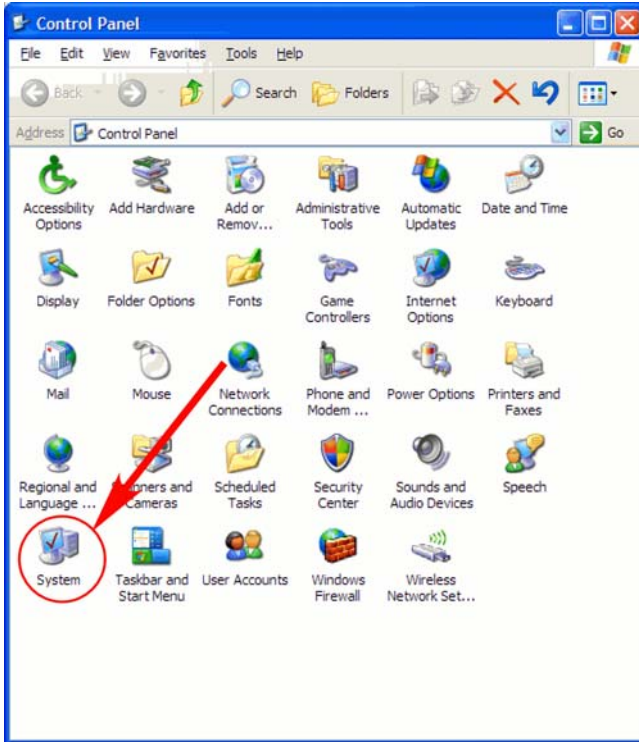 Control Panel
File Edit View Favorites Tools Help
Back Search Folders
Address Control Panel Go
Accessibility Options
Add Hardware
Add or Remov...
Administrative Tools
Automatic Updates
Date and Time
Display
Folder Options
Fonts
Game Controllers
Internet Options
Keyboard
Mail
Mouse
Network Connections
Phone and Modem ...
Power Options
Printers and Faxes
Regional and Language ...
and Cameras
Scheduled Tasks
Security Center
Sounds and Audio Devices
Speech
System
Taskbar and Start Menu
User Accounts
Windows Firewall
Wireless Network Set...